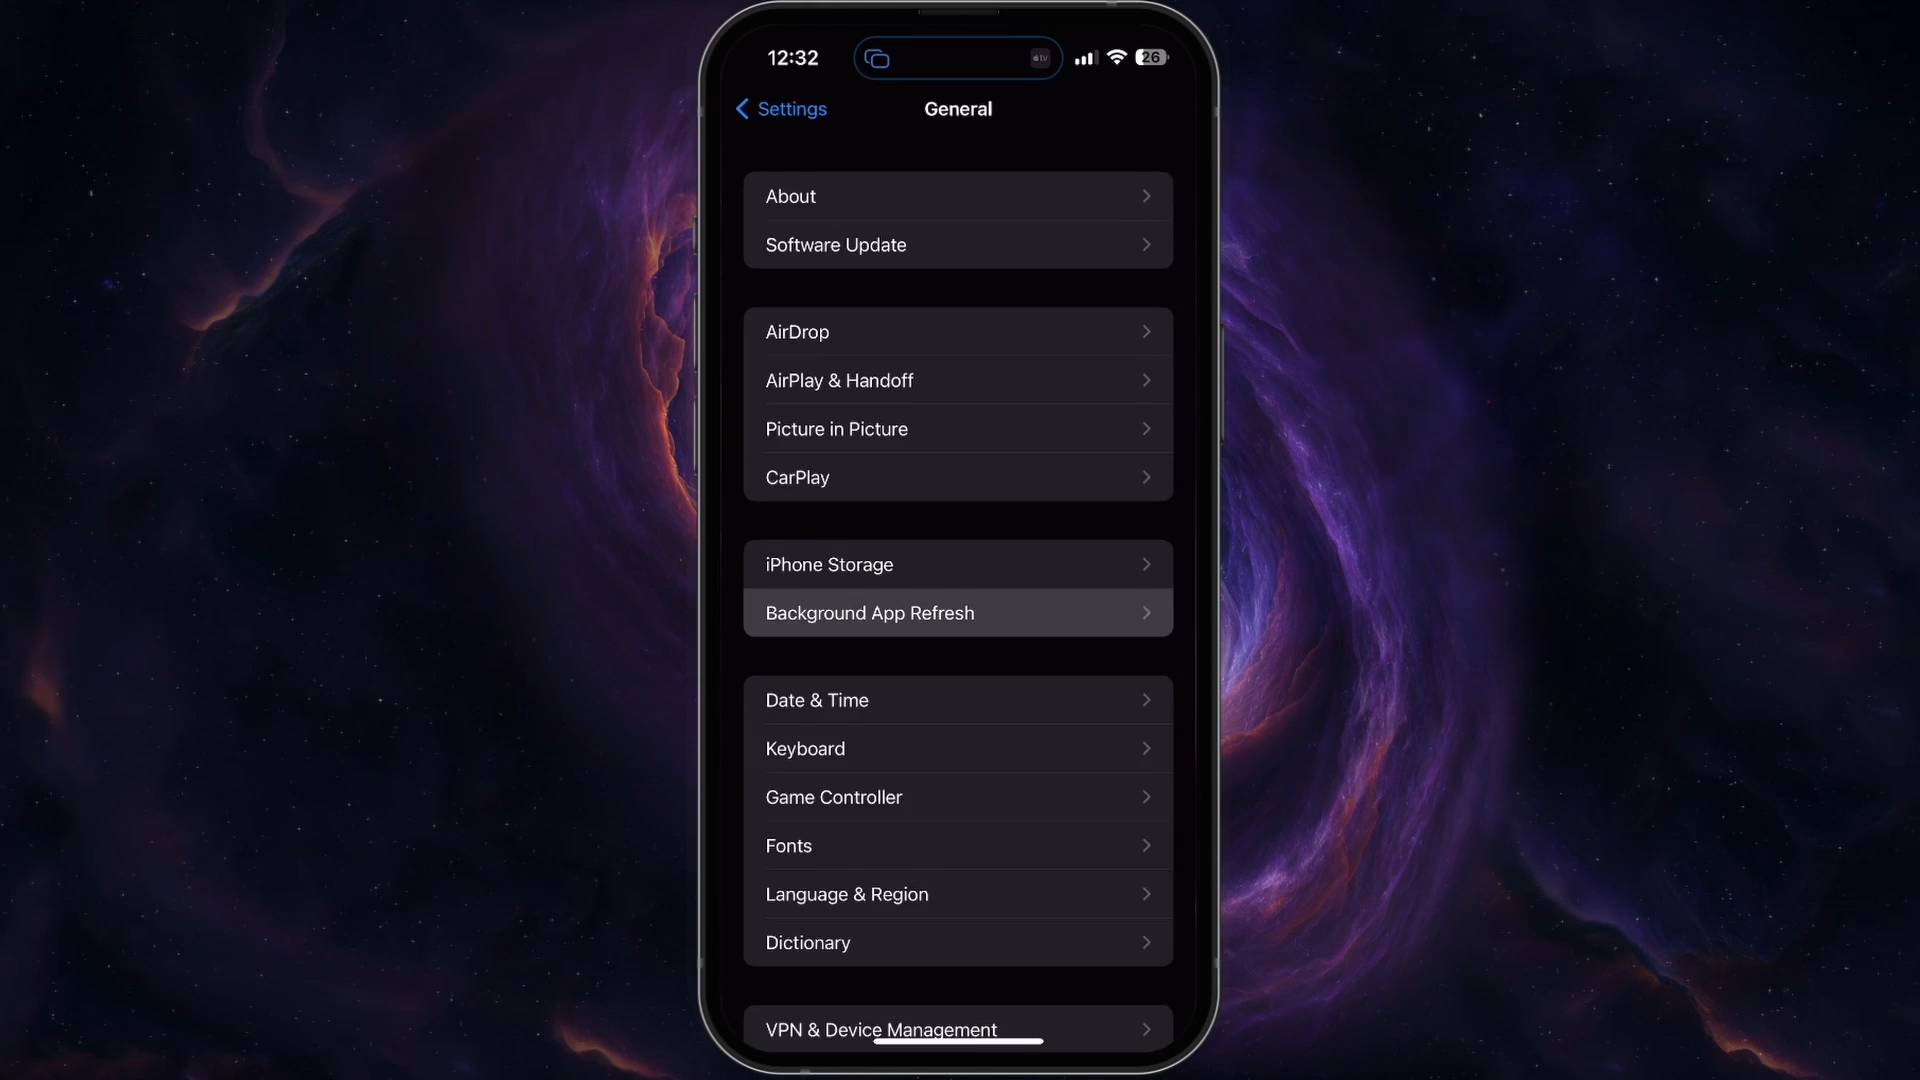 12:32
tv
26
Settings
General
About
Software Update
AirDrop
AirPlay & Handoff
Picture in Picture
CarPlay
iPhone Storage
Background App Refresh
Date & Time
Keyboard
Game Controller
Fonts
Language & Region
Dictionary
VPN & Device Management